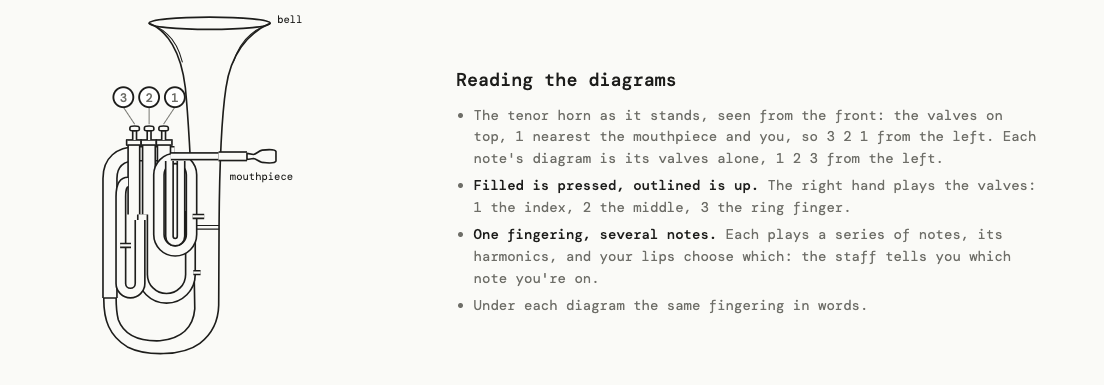 bell
3 2 1
mouthpiece
Reading the diagrams
• The tenor horn as it stands, seen from the front: the valves on
top, 1 nearest the mouthpiece and you, so 3 2 1 from the left. Each
note's diagram is its valves alone, 1 2 3 from the left.
• Filled is pressed, outlined is up. The right hand plays the valves:
1 the index, 2 the middle, 3 the ring finger.
• One fingering, several notes. Each plays a series of notes, its
harmonics, and your lips choose which: the staff tells you which
note you're on.
• Under each diagram the same fingering in words.